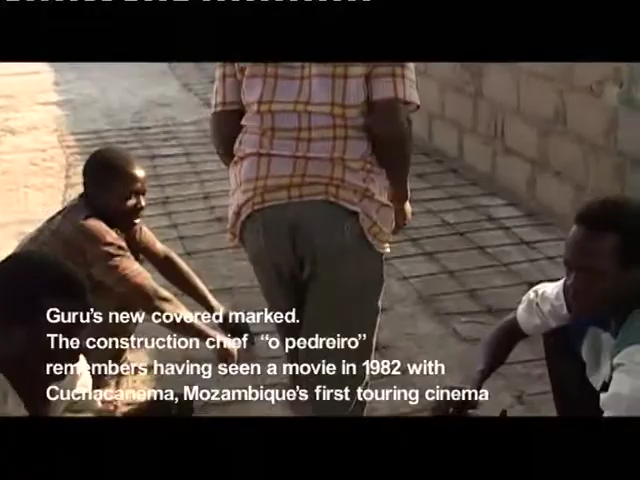 Guru's new covered marked.
The construction chief "o pedreiro"
remembers having seen a movie in 1982 with
Cuchacanema, Mozambique's first touring cinema